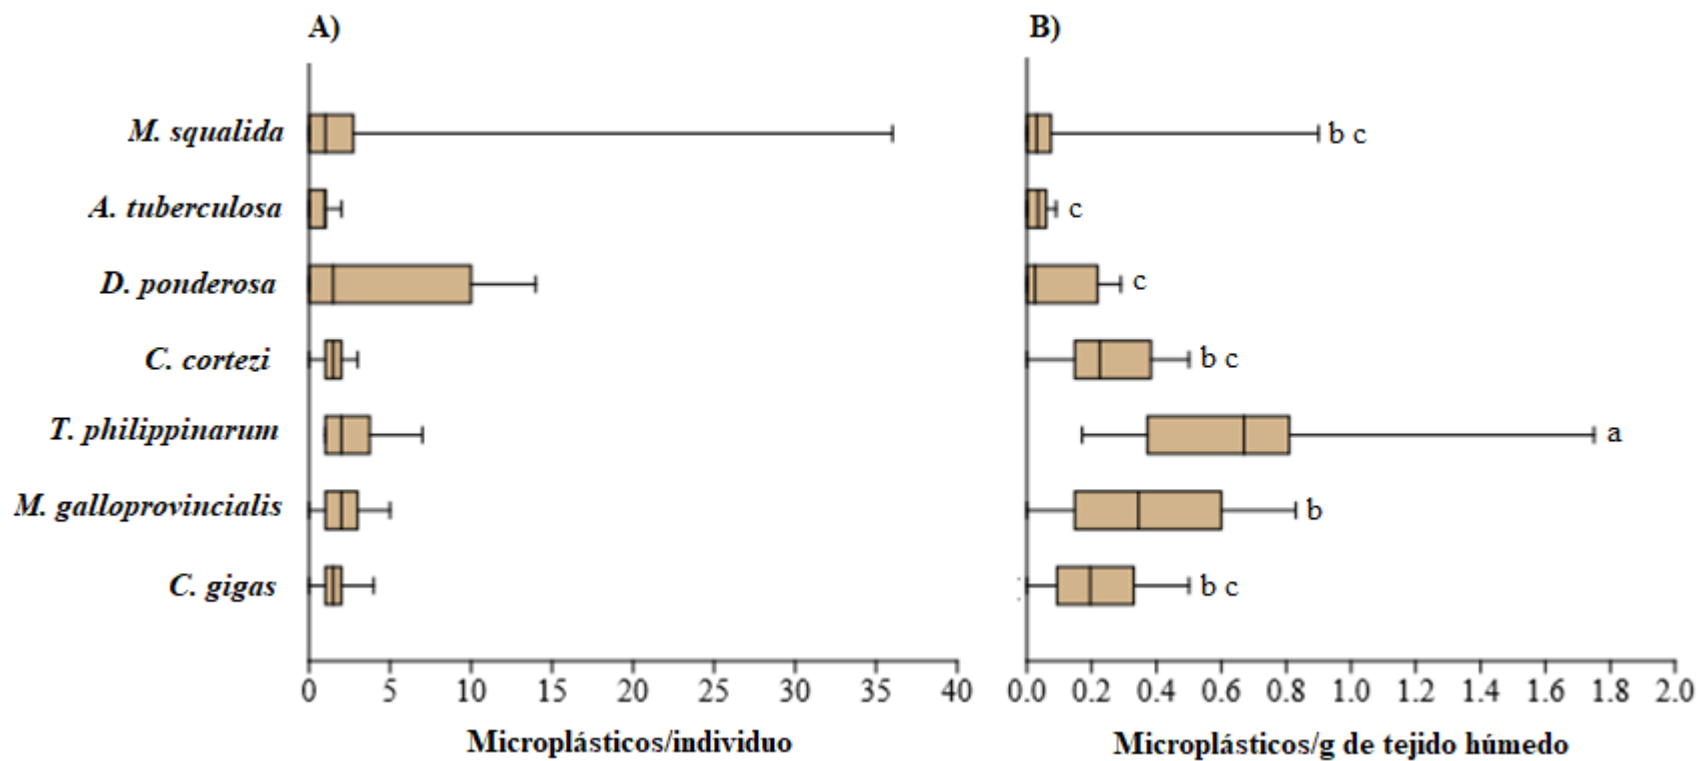 A)
B)
M. squalida
b c
A. tuberculosa
c
D. ponderosa
c
C. cortezi
b c
T. philippinarum
a
M. galloprovincialis
b
C. gigas
b c
0 5 10 15 20 25 30 35 40
0.0 0.2 0.4 0.6 0.8 1.0 1.2 1.4 1.6 1.8 2.0
Microplásticos/individuo
Microplásticos/g de tejido húmedo